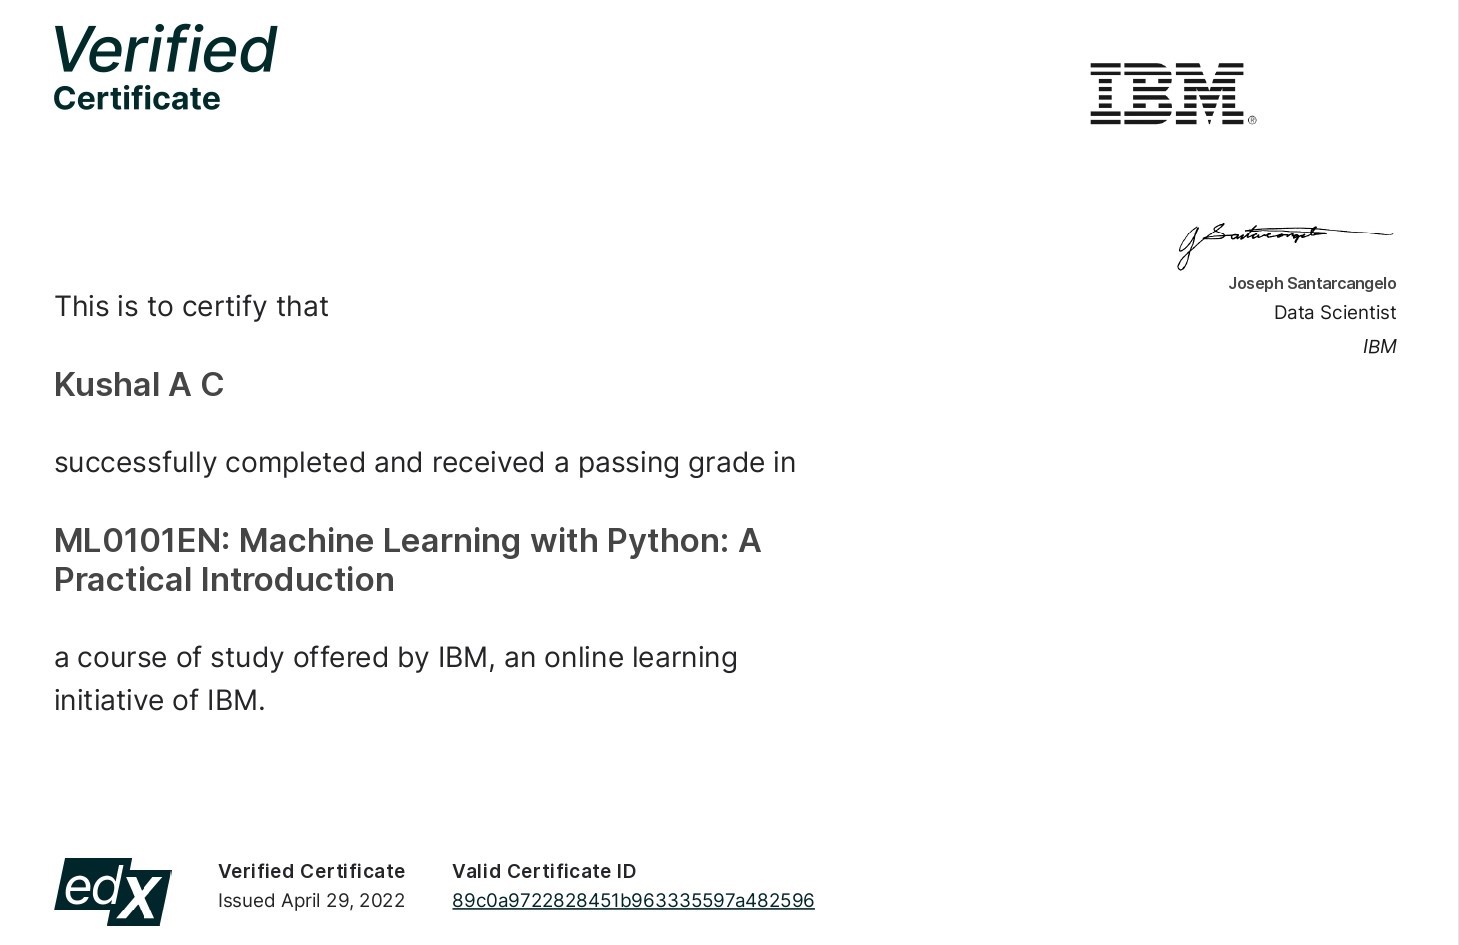 Verified
Certificate
IBM®
J Santarcangelo
Joseph Santarcangelo
Data Scientist
IBM
This is to certify that
Kushal A C
successfully completed and received a passing grade in
ML0101EN: Machine Learning with Python: A
Practical Introduction
a course of study offered by IBM, an online learning
initiative of IBM.
edX
Verified Certificate
Issued April 29, 2022
Valid Certificate ID
89c0a9722828451b963335597a482596